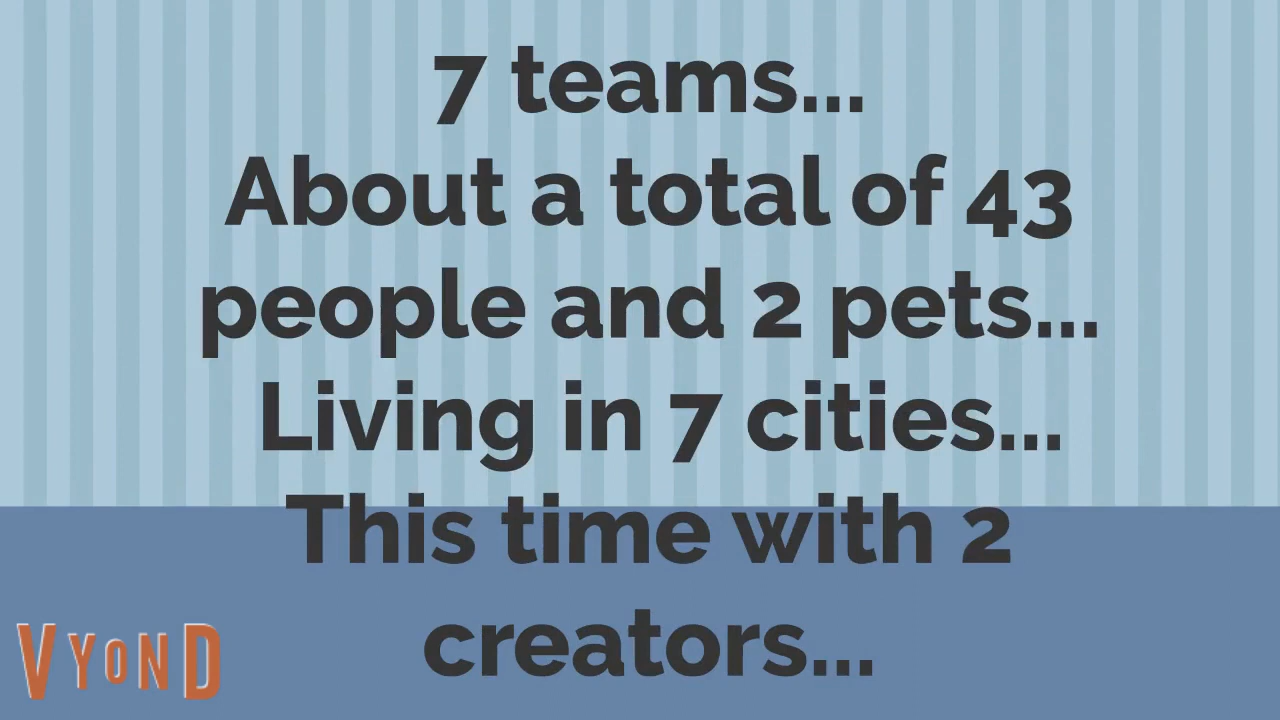 7 teams...
About a total of 43
people and 2 pets...
Living in 7 cities...
This time with 2
creators...
VYOND